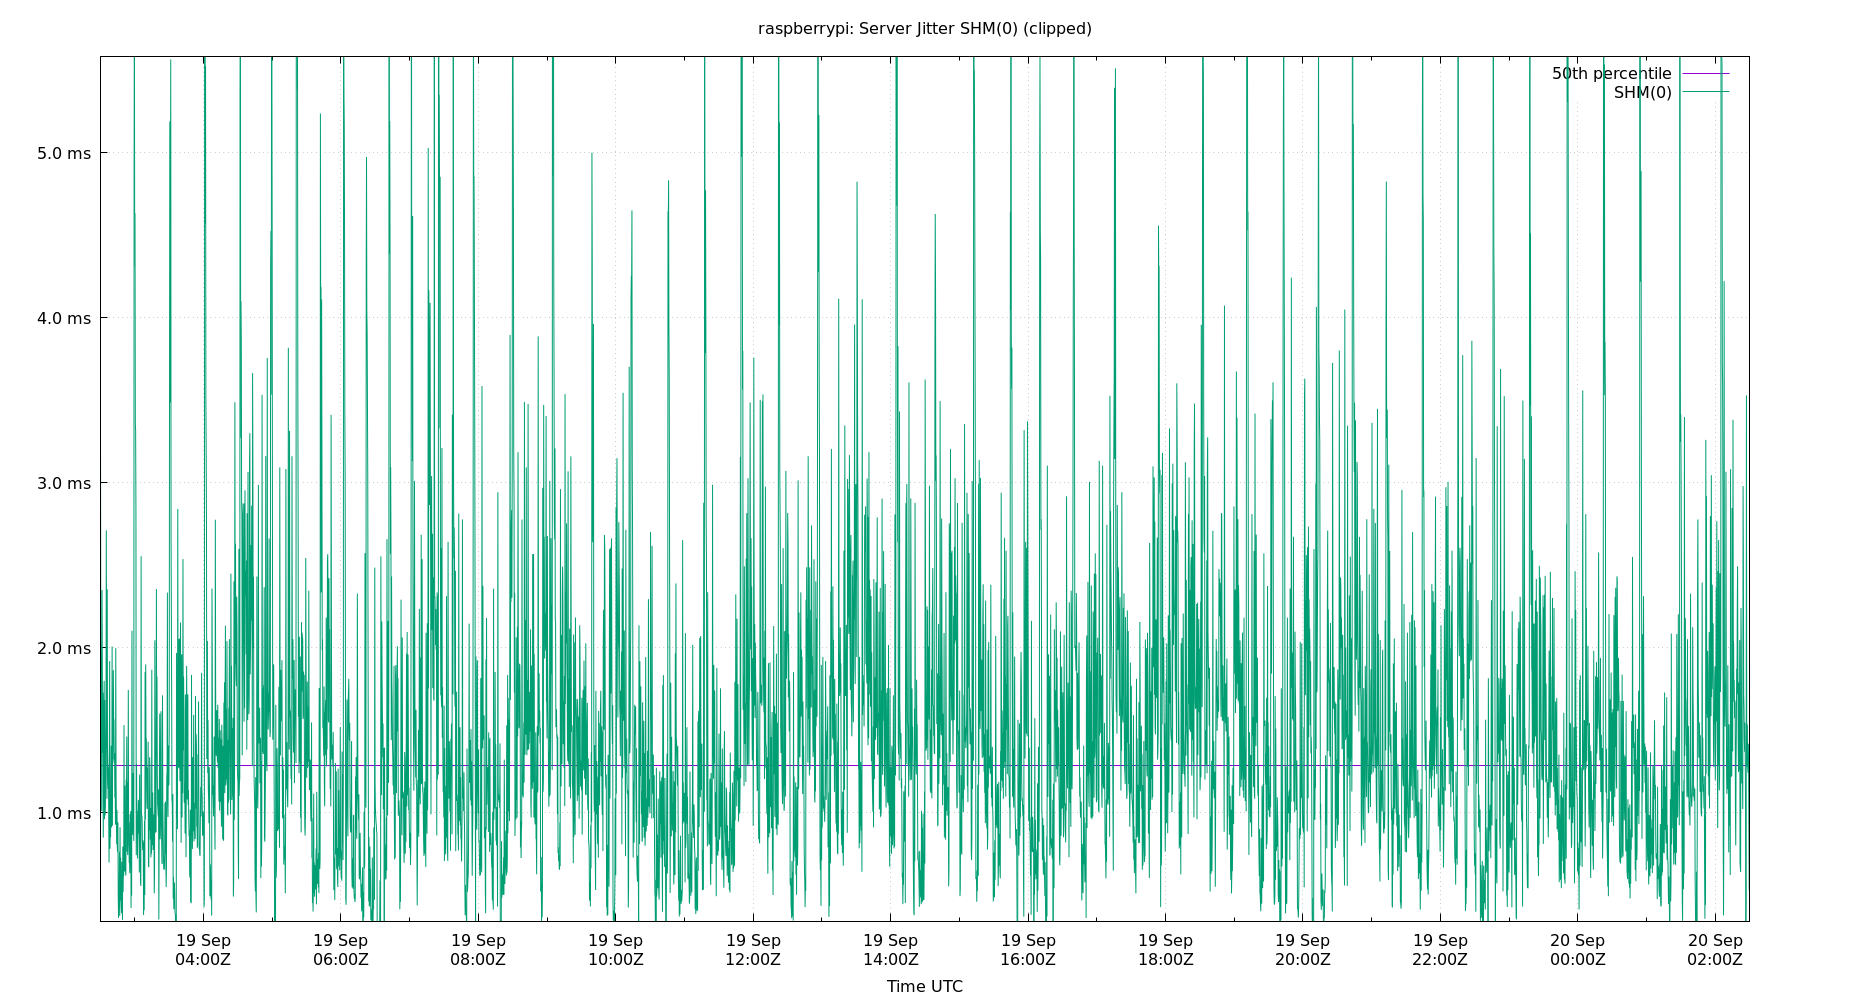 raspberrypi: Server Jitter SHM(0) (clipped)
50th percentile
SHM(0)
5.0 ms
4.0 ms
3.0 ms
2.0 ms
1.0 ms
19 Sep 19 Sep 19 Sep 19 Sep 19 Sep 19 Sep 19 Sep 19 Sep 19 Sep 19 Sep 20 Sep 20 Sep
04:00Z 06:00Z 08:00Z 10:00Z 12:00Z 14:00Z 16:00Z 18:00Z 20:00Z 22:00Z 00:00Z 02:00Z
Time UTC